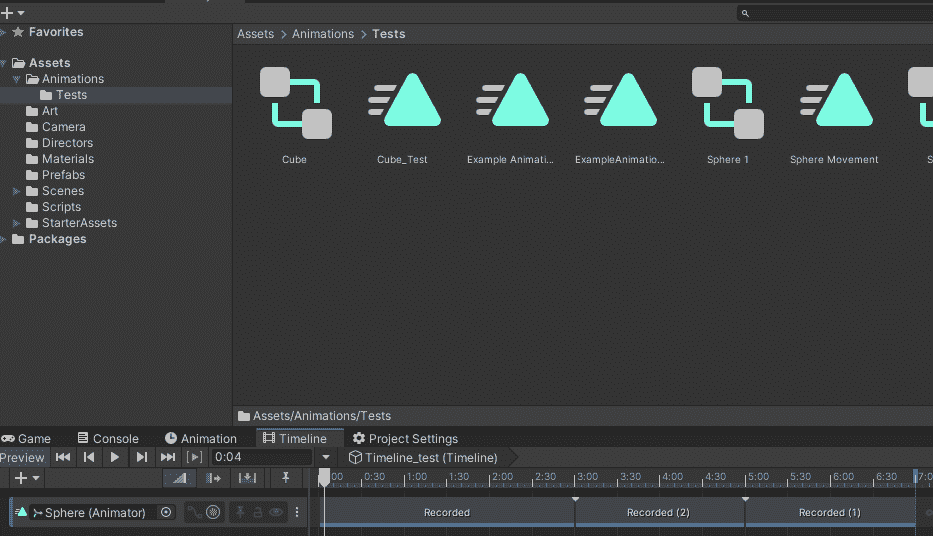 Favorites
Assets > Animations > Tests
Assets
Animations
Tests
Art
Camera
Directors
Materials
Prefabs
Scenes
Scripts
StarterAssets
Packages
Cube
Cube_Test
Example Animati...
ExampleAnimatio...
Sphere 1
Sphere Movement
S
Assets/Animations/Tests
Game Console Animation Timeline Project Settings
Preview 0:04 Timeline_test (Timeline)
00 0:30 1:00 1:30 2:00 2:30 3:00 3:30 4:00 4:30 5:00 5:30 6:00 6:30 7:0
Sphere (Animator) Recorded Recorded (2) Recorded (1)